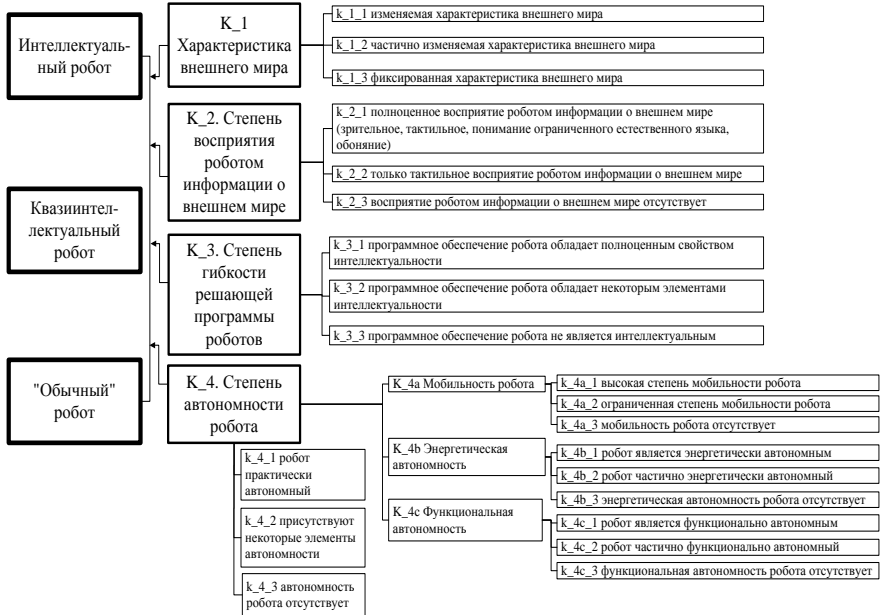 Интеллектуаль-
ный робот
Квазиинтел-
лектуальный
робот
"Обычный"
робот
K_1
Характеристика
внешнего мира
k_1_1 изменяемая характеристика внешнего мира
k_1_2 частично изменяемая характеристика внешнего мира
k_1_3 фиксированная характеристика внешнего мира
K_2. Степень
восприятия
роботом
информации о
внешнем мире
k_2_1 полноценное восприятие роботом информации о внешнем мире
(зрительное, тактильное, понимание ограниченного естественного языка,
обоняние)
k_2_2 только тактильное восприятие роботом информации о внешнем мире
k_2_3 восприятие роботом информации о внешнем мире отсутствует
K_3. Степень
гибкости
решающей
программы
роботов
k_3_1 программное обеспечение робота обладает полноценным свойством
интеллектуальности
k_3_2 программное обеспечение робота обладает некоторым элементами
интеллектуальности
k_3_3 программное обеспечение робота не является интеллектуальным
K_4. Степень
автономности
робота
k_4_1 робот
практически
автономный
k_4_2 присутствуют
некоторые элементы
автономности
k_4_3 автономность
робота отсутствует
K_4a Мобильность робота
k_4a_1 высокая степень мобильности робота
k_4a_2 ограниченная степень мобильности робота
k_4a_3 мобильность робота отсутствует
K_4b Энергетическая
автономность
k_4b_1 робот является энергетически автономным
k_4b_2 робот частично энергетически автономный
k_4b_3 энергетическая автономность робота отсутствует
K_4c Функциональная
автономность
k_4c_1 робот является функционально автономным
k_4c_2 робот частично функционально автономный
k_4c_3 функциональная автономность робота отсутствует